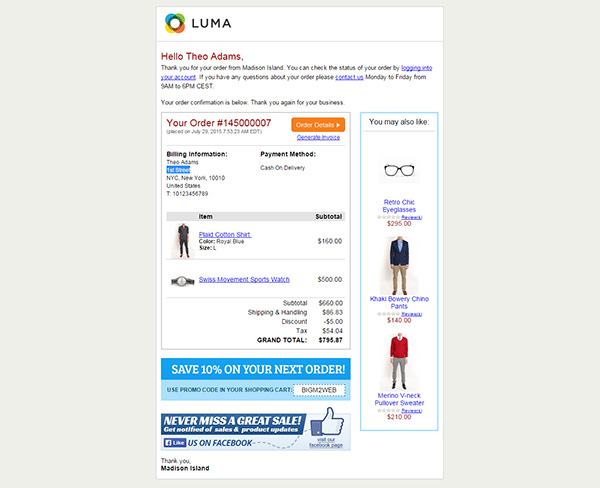 LUMA
Hello Theo Adams,
Thank you for your order from Madison Island. You can check the status of your order by logging into
your account. If you have any questions about your order please contact us Monday to Friday from
9AM to 6PM CEST.
Your order confirmation is below. Thank you again for your business.
Your Order #145000007
(placed on July 29, 2015 7:53:23 AM EDT)
Order Details
Generate Invoice
Billing Information:
Theo Adams
1st Street
NYC, New York, 10010
United States
T: 10123456789
Payment Method:
Cash On Delivery
Item Subtotal
Plaid Cotton Shirt
Color: Royal Blue
Size: L
$160.00
Swiss Movement Sports Watch $500.00
Subtotal $660.00
Shipping & Handling $86.83
Discount -$5.00
Tax $54.04
GRAND TOTAL: $795.87
SAVE 10% ON YOUR NEXT ORDER!
USE PROMO CODE IN YOUR SHOPPING CART: BIGM2WEB
NEVER MISS A GREAT SALE!
Get notified of sales & product updates
Like US ON FACEBOOK
visit our
facebook page
Thank you,
Madison Island
You may also like:
Retro Chic
Eyeglasses
Review(s)
$295.00
Khaki Bowery Chino
Pants
Review(s)
$140.00
Merino V-neck
Pullover Sweater
Review(s)
$210.00